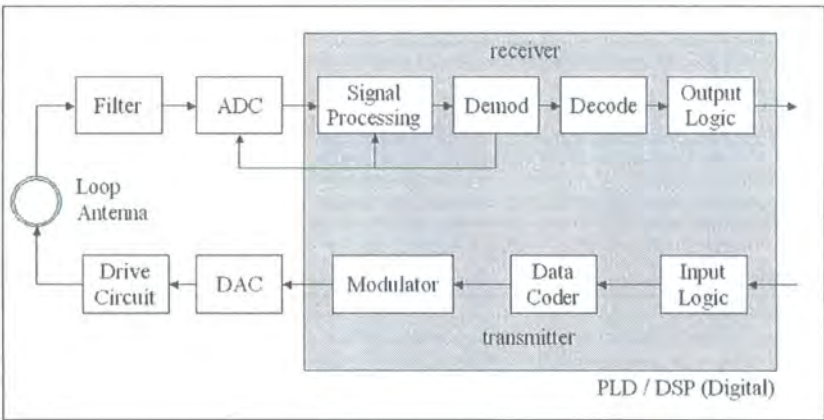 receiver
Filter
ADC
Signal
Processing
Demod
Decode
Output
Logic
Loop
Antenna
Drive
Circuit
DAC
Modulator
Data
Coder
Input
Logic
transmitter
PLD / DSP (Digital)